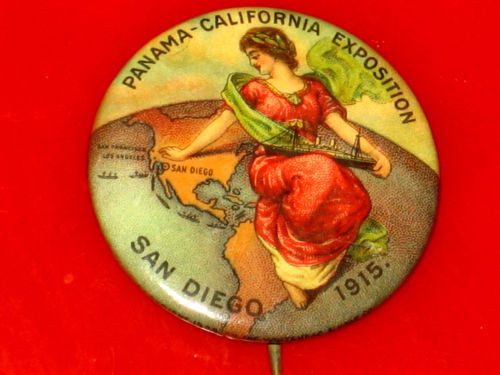 PANAMA-CALIFORNIA EXPOSITION
SAN FRANCISCO
LOS ANGELES
SAN DIEGO
SAN DIEGO 1915.